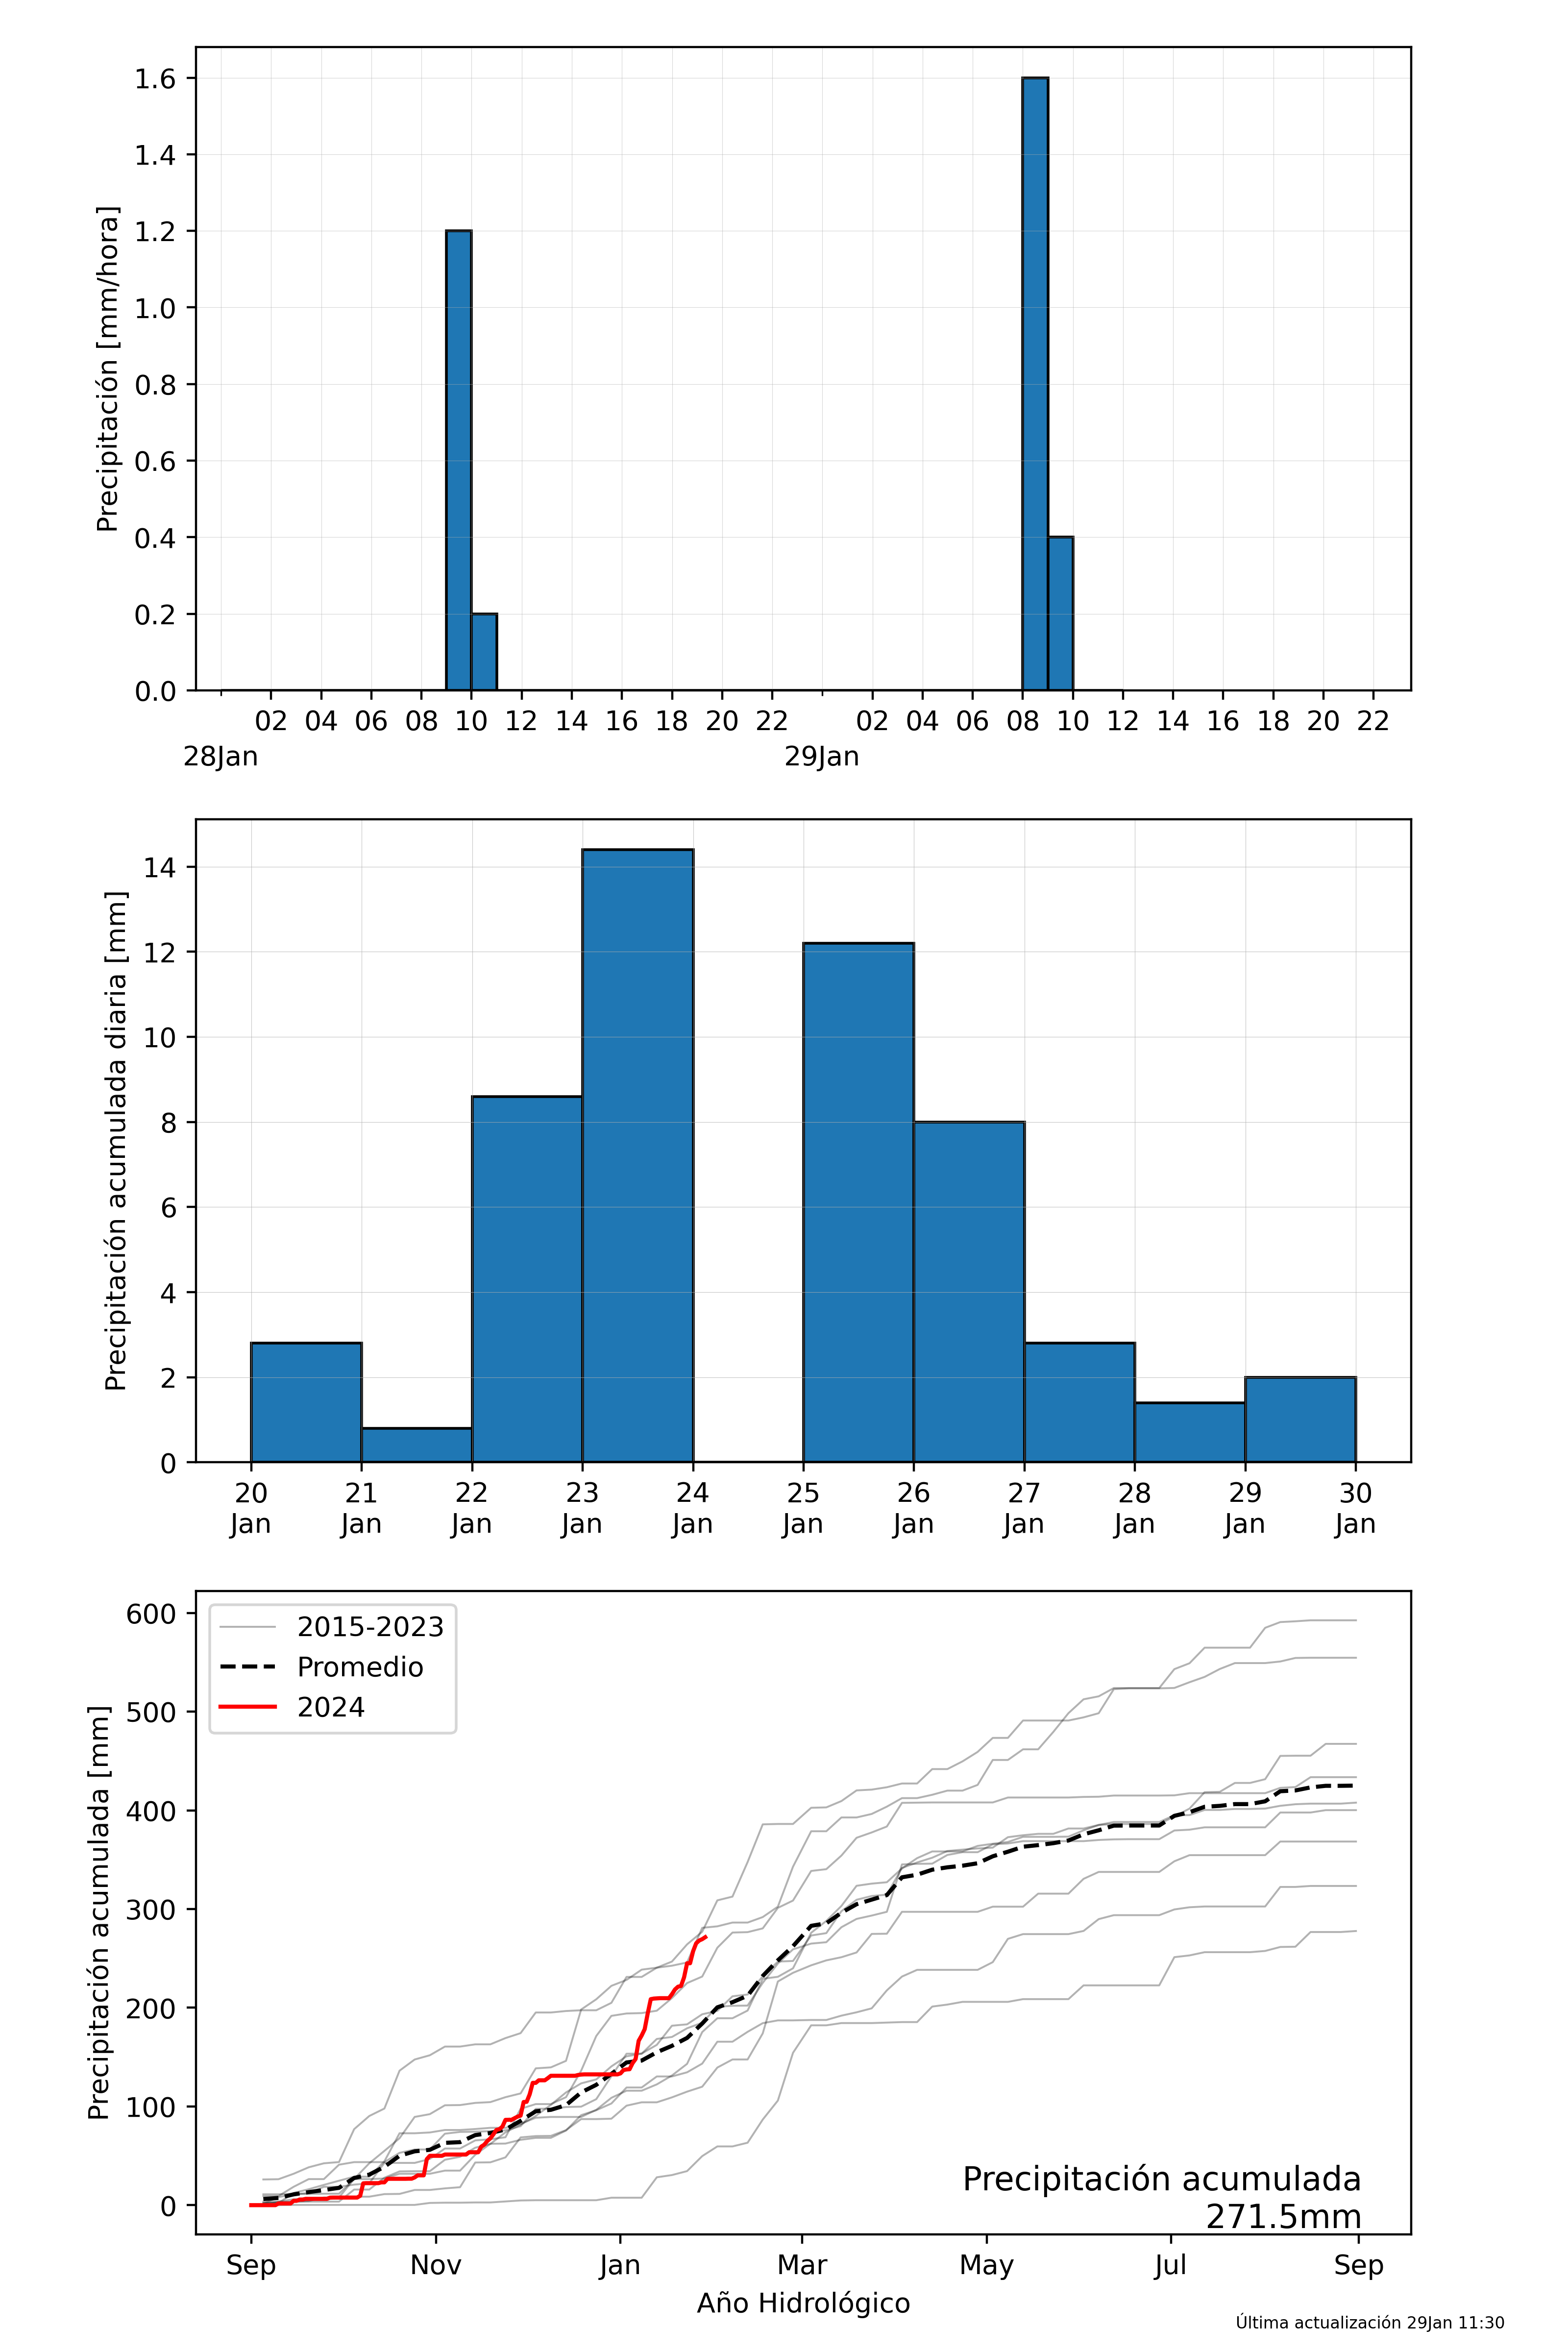 Precipitación [mm/hora]
1.6
1.4
1.2
1.0
0.8
0.6
0.4
0.2
0.0
02 04 06 08 10 12 14 16 18 20 22 02 04 06 08 10 12 14 16 18 20 22
28Jan 29Jan
Precipitación acumulada diaria [mm]
14
12
10
8
6
4
2
0
20 21 22 23 24 25 26 27 28 29 30
Jan Jan Jan Jan Jan Jan Jan Jan Jan Jan Jan
Precipitación acumulada [mm]
600
500
400
300
200
100
0
2015-2023
Promedio
2024
Precipitación acumulada
271.5mm
Sep Nov Jan Mar May Jul Sep
Año Hidrológico
Última actualización 29Jan 11:30